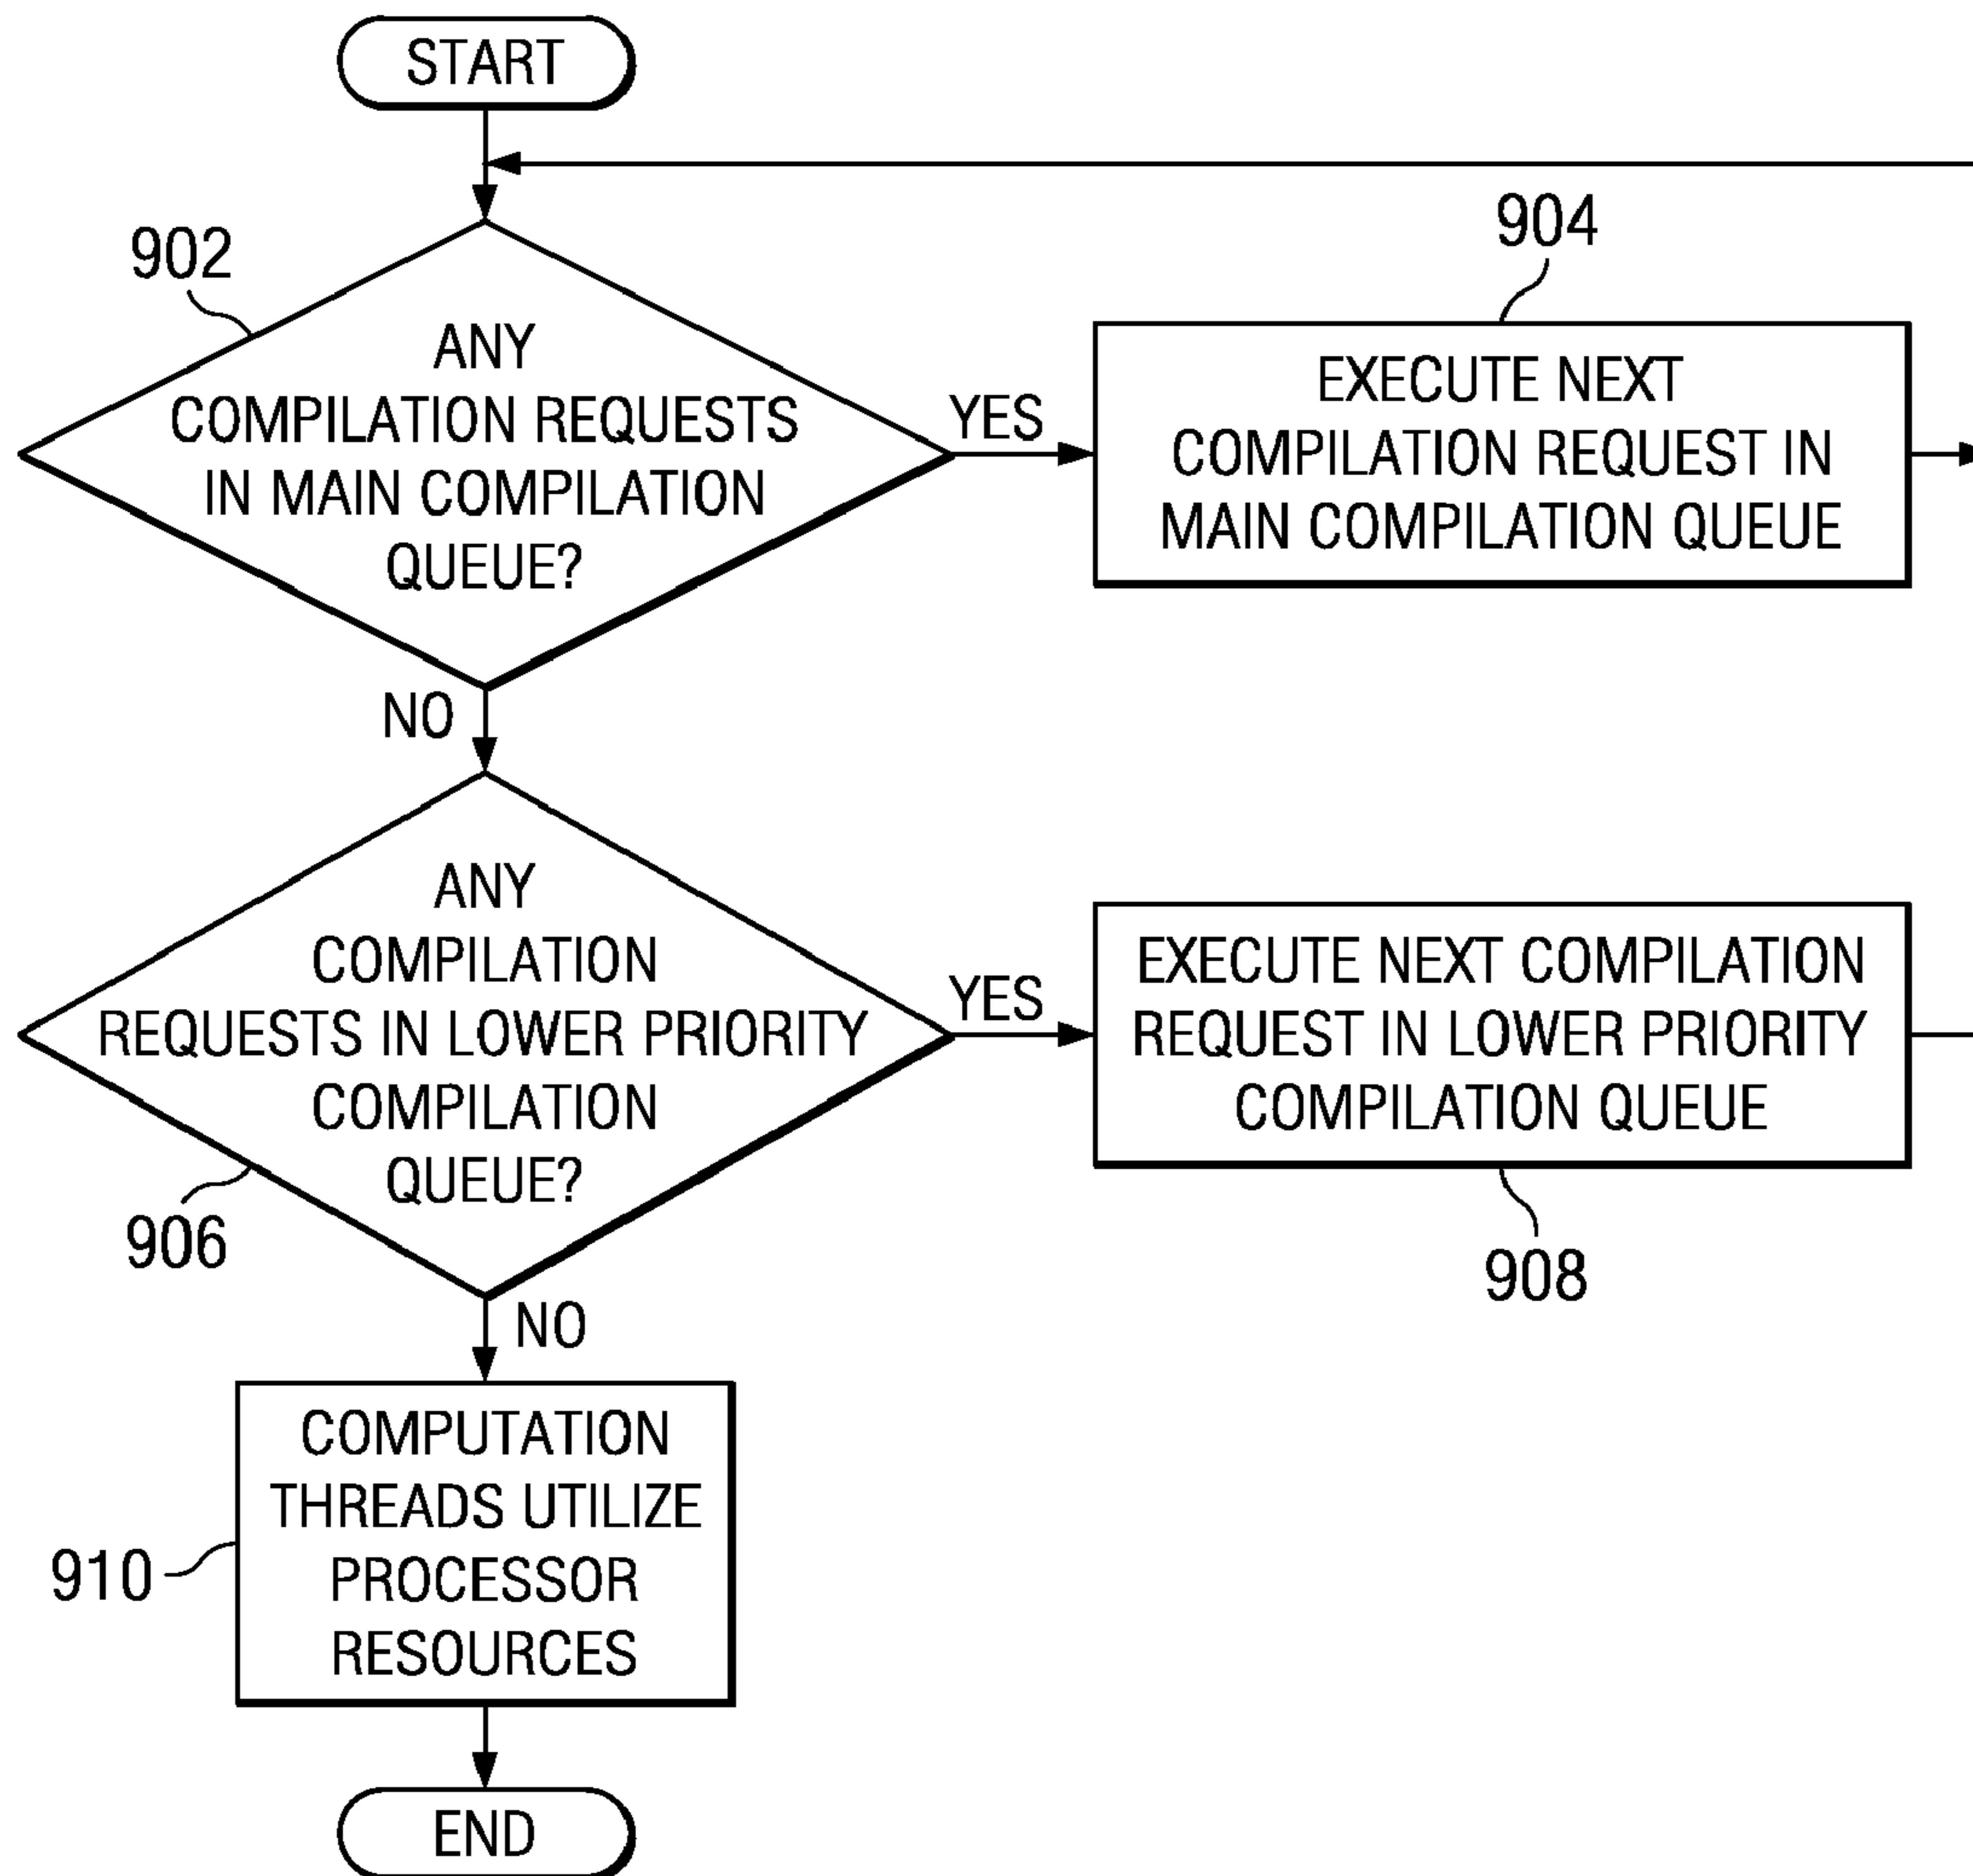 START
902
ANY
COMPILATION REQUESTS
IN MAIN COMPILATION
QUEUE?
YES
904
EXECUTE NEXT
COMPILATION REQUEST IN
MAIN COMPILATION QUEUE
NO
ANY
COMPILATION
REQUESTS IN LOWER PRIORITY
COMPILATION
QUEUE?
906
YES
EXECUTE NEXT COMPILATION
REQUEST IN LOWER PRIORITY
COMPILATION QUEUE
908
NO
COMPUTATION
THREADS UTILIZE
PROCESSOR
RESOURCES
910
END